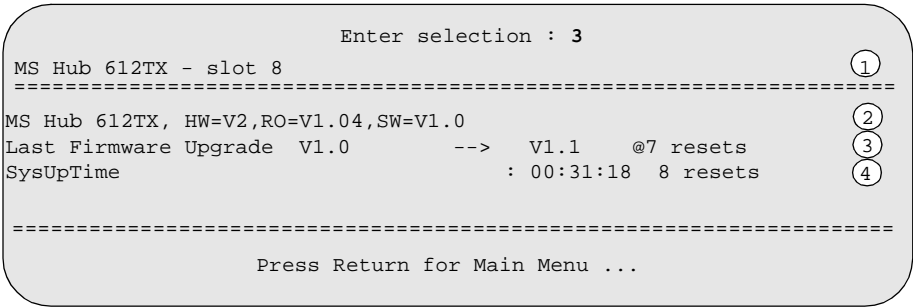 Enter selection : 3
MS Hub 612TX - slot 8 1
=====================================================================
MS Hub 612TX, HW=V2,RO=V1.04,SW=V1.0 2
Last Firmware Upgrade V1.0 --> V1.1 @7 resets 3
SysUpTime : 00:31:18 8 resets 4
=====================================================================
Press Return for Main Menu ...